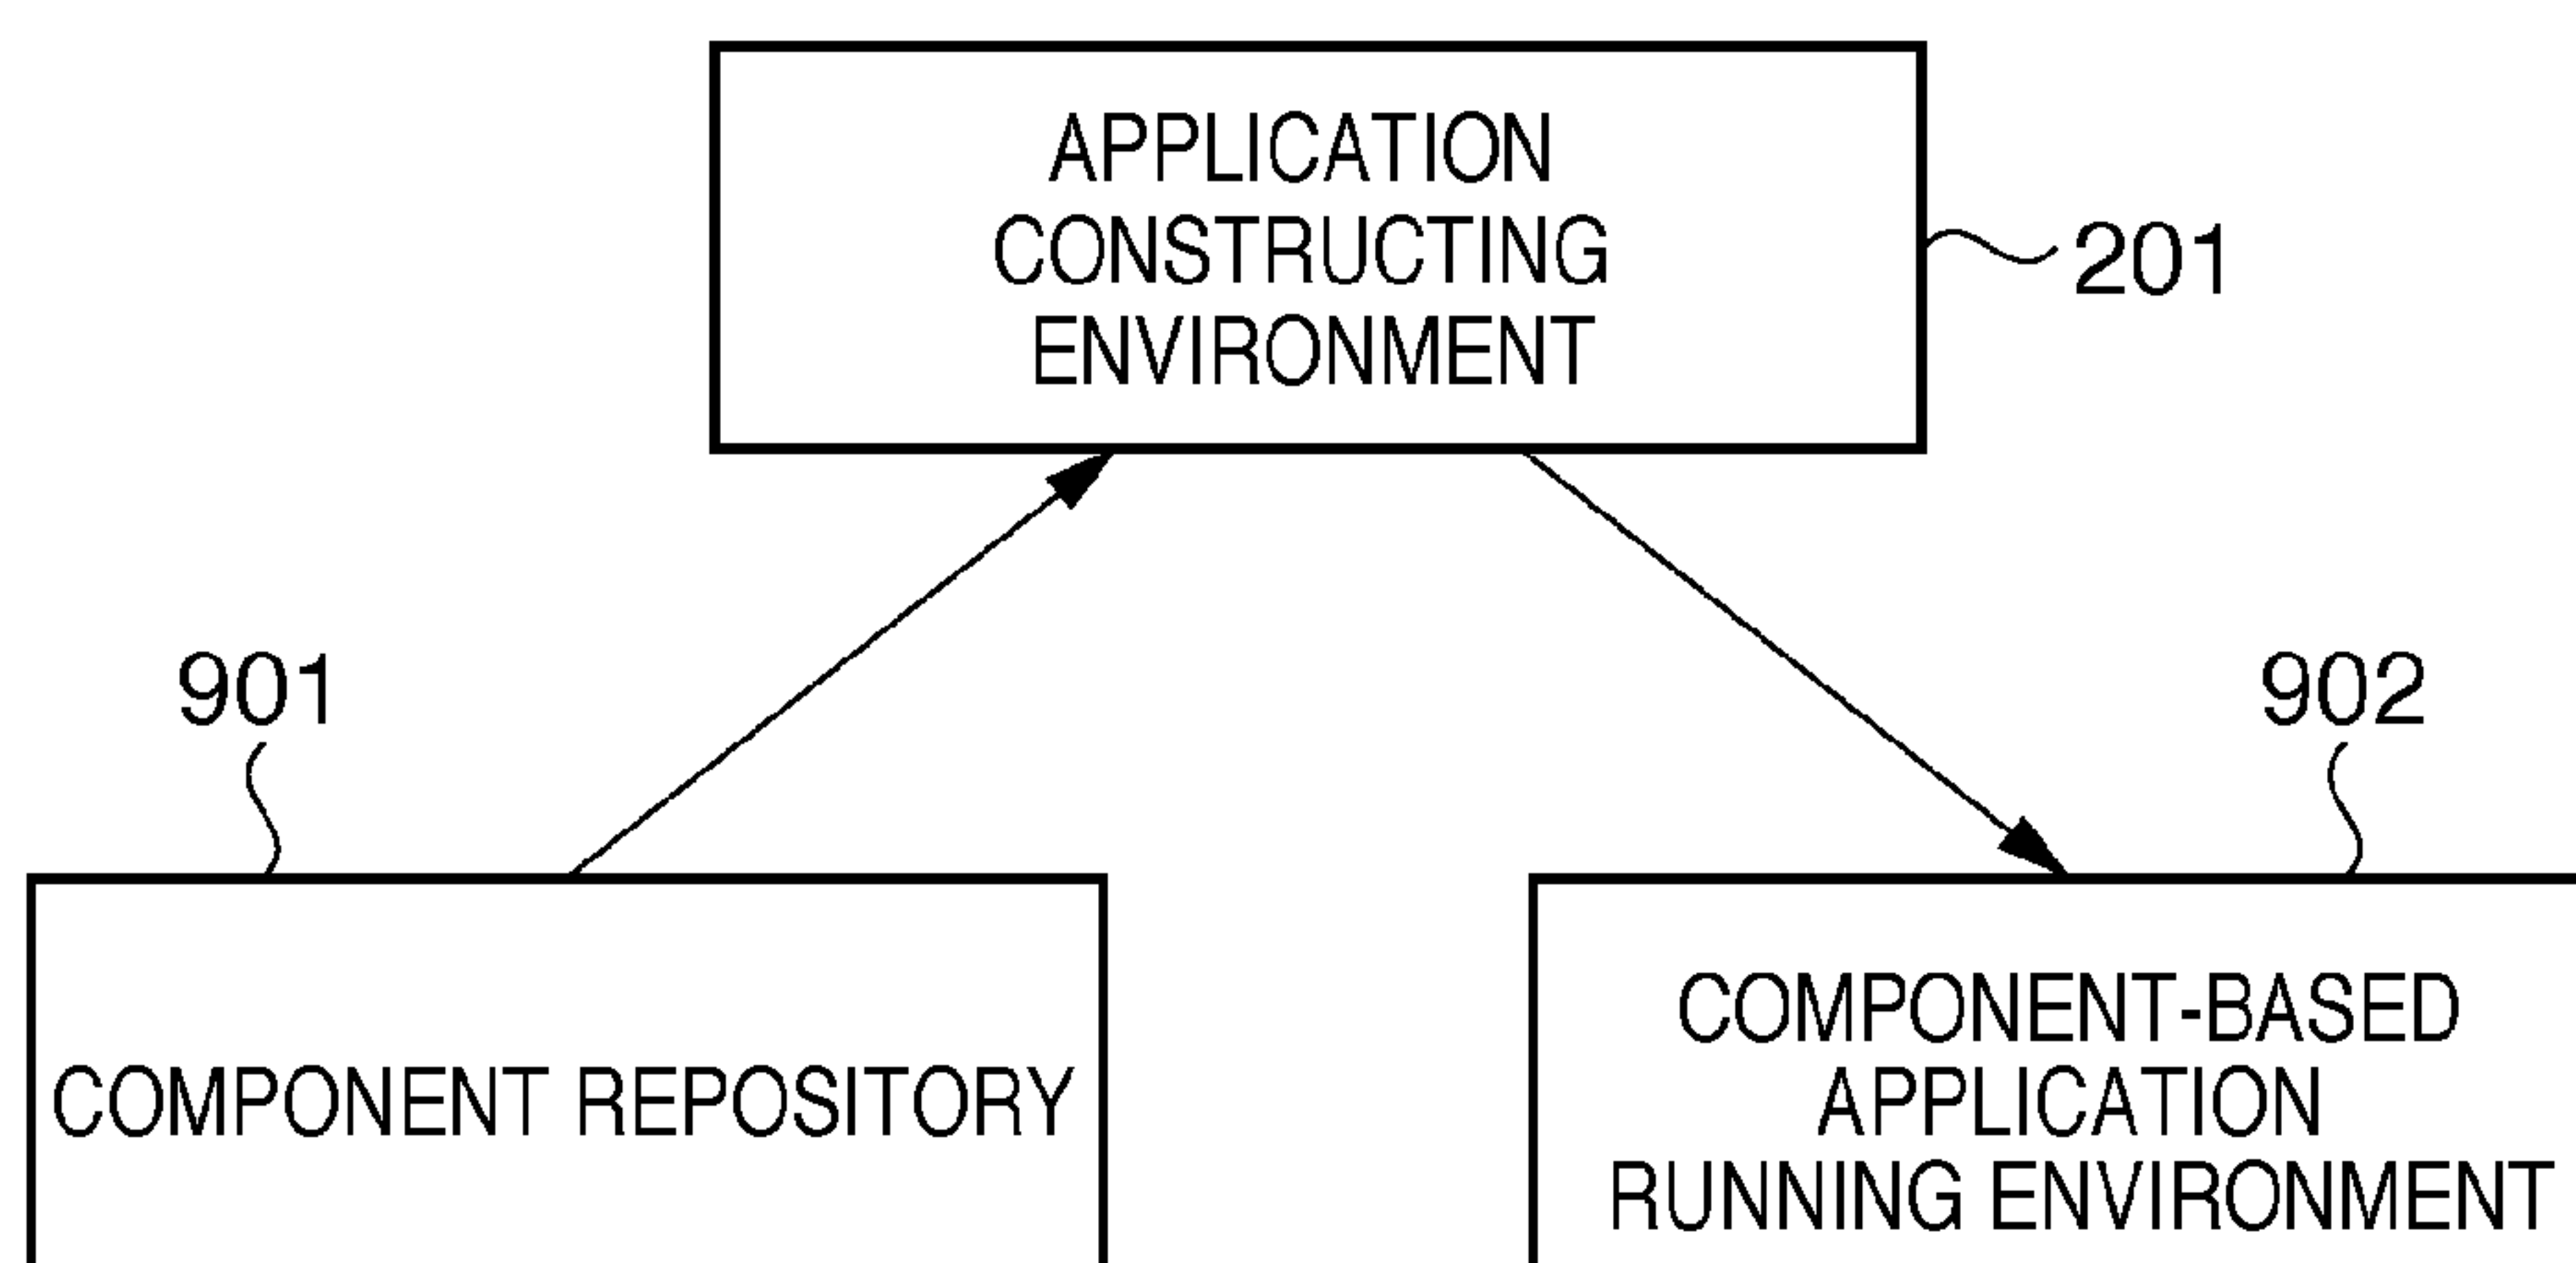 APPLICATION
CONSTRUCTING
ENVIRONMENT
201
901
902
COMPONENT REPOSITORY
COMPONENT-BASED
APPLICATION
RUNNING ENVIRONMENT